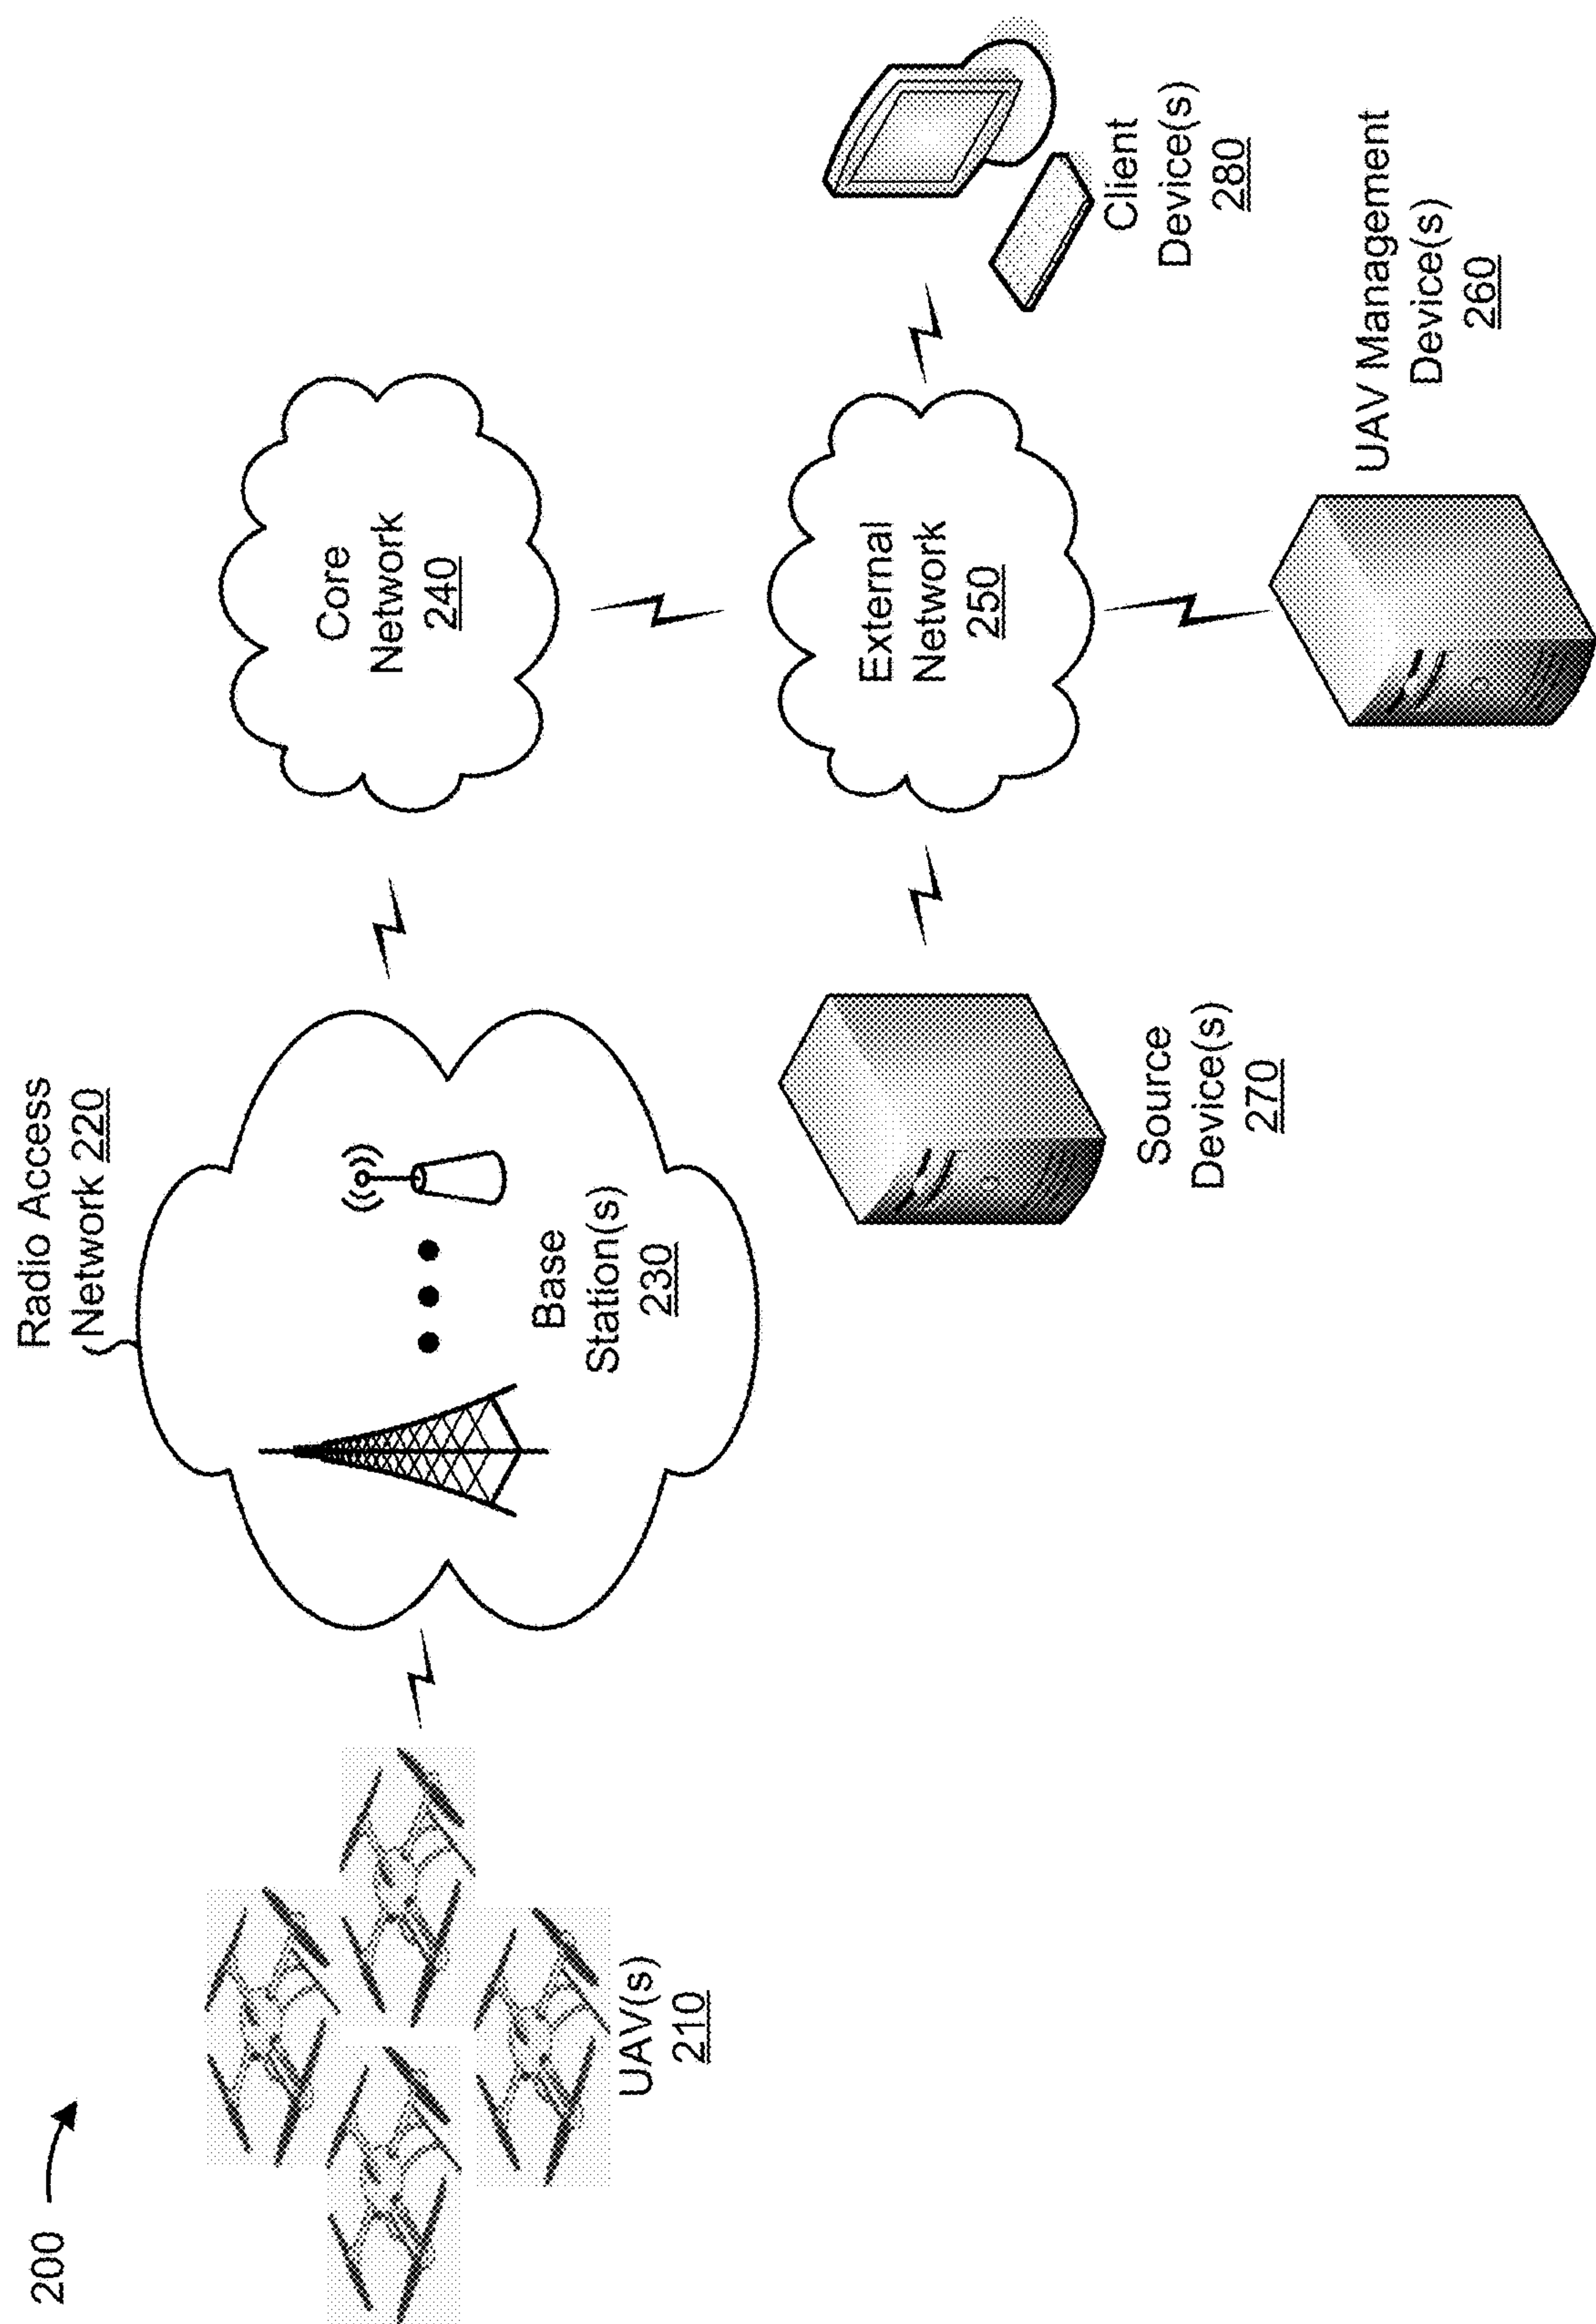 200
Radio Access
Network 220
UAV(s)
210
Base
Station(s)
230
Core
Network
240
External
Network
250
Source
Device(s)
270
Client
Device(s)
280
UAV Management
Device(s)
260